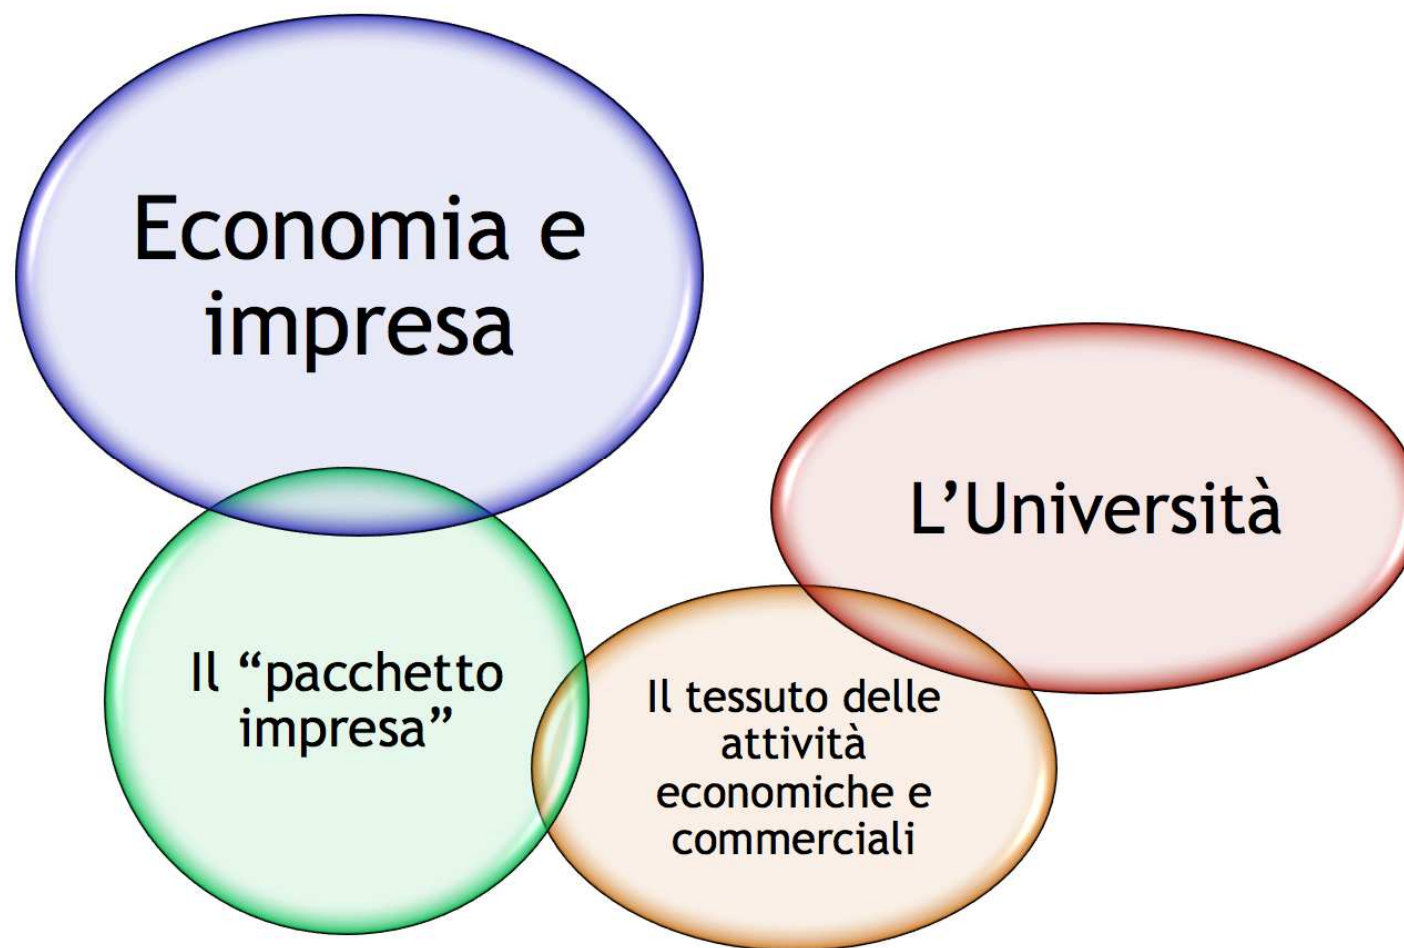 Economia e
impresa
L’Università
Il “pacchetto
impresa”
Il tessuto delle
attività
economiche e
commerciali